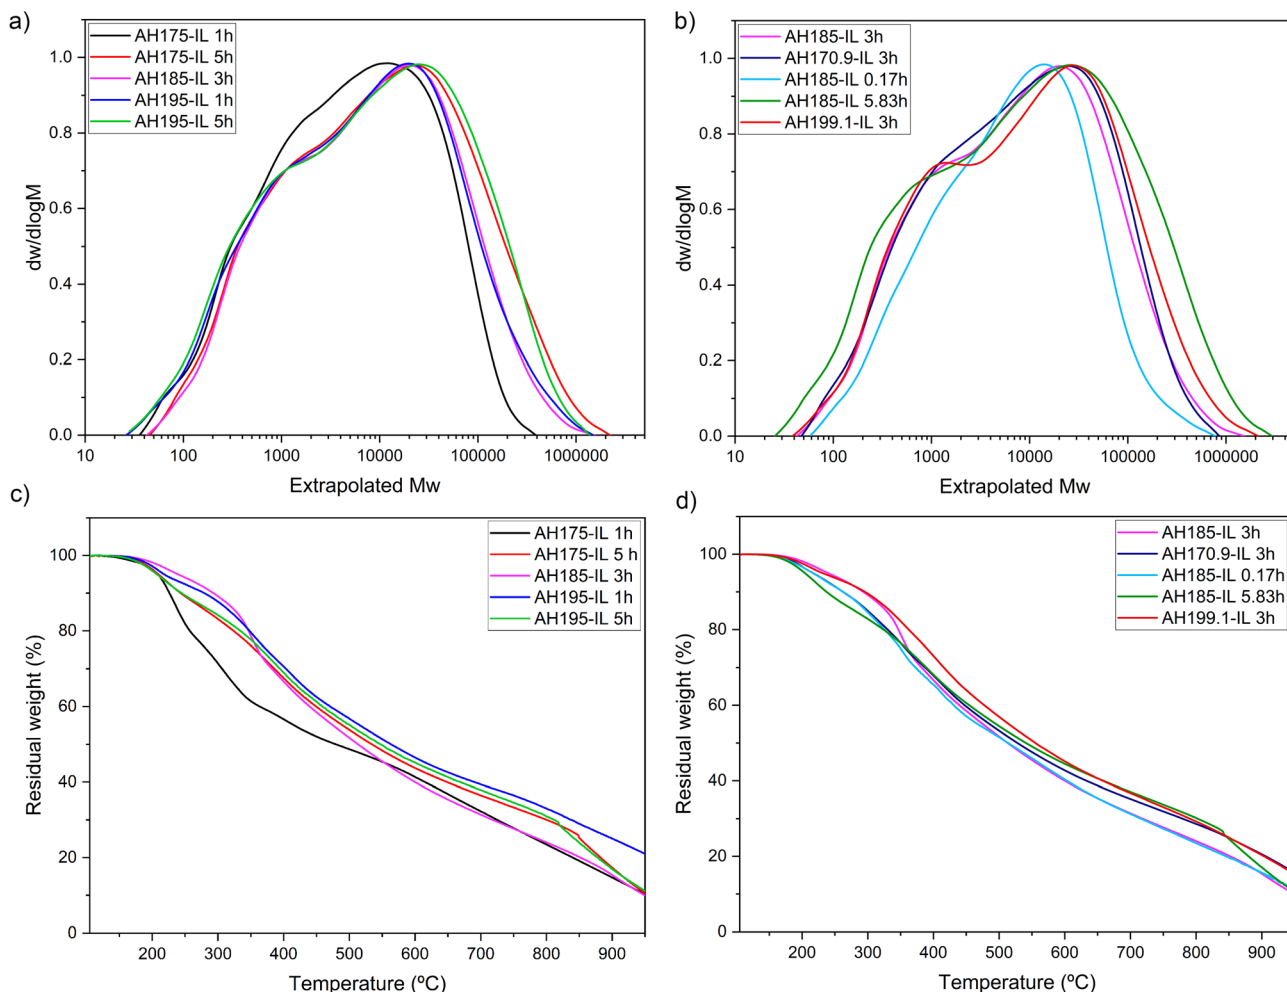 a)
AH175-IL 1h
AH175-IL 5h
AH185-IL 3h
AH195-IL 1h
AH195-IL 5h
dw/dlogM
1.0
0.8
0.6
0.4
0.2
0.0
10 100 1000 10000 100000 1000000
Extrapolated Mw
b)
AH185-IL 3h
AH170.9-IL 3h
AH185-IL 0.17h
AH185-IL 5.83h
AH199.1-IL 3h
dw/dlogM
1.0
0.8
0.6
0.4
0.2
0.0
10 100 1000 10000 100000 1000000
Extrapolated Mw
c)
AH175-IL 1h
AH175-IL 5 h
AH185-IL 3h
AH195-IL 1h
AH195-IL 5h
Residual weight (%)
100
80
60
40
20
0
200 300 400 500 600 700 800 900
Temperature (ºC)
d)
AH185-IL 3h
AH170.9-IL 3h
AH185-IL 0.17h
AH185-IL 5.83h
AH199.1-IL 3h
Residual weight (%)
100
80
60
40
20
0
200 300 400 500 600 700 800 900
Temperature (ºC)